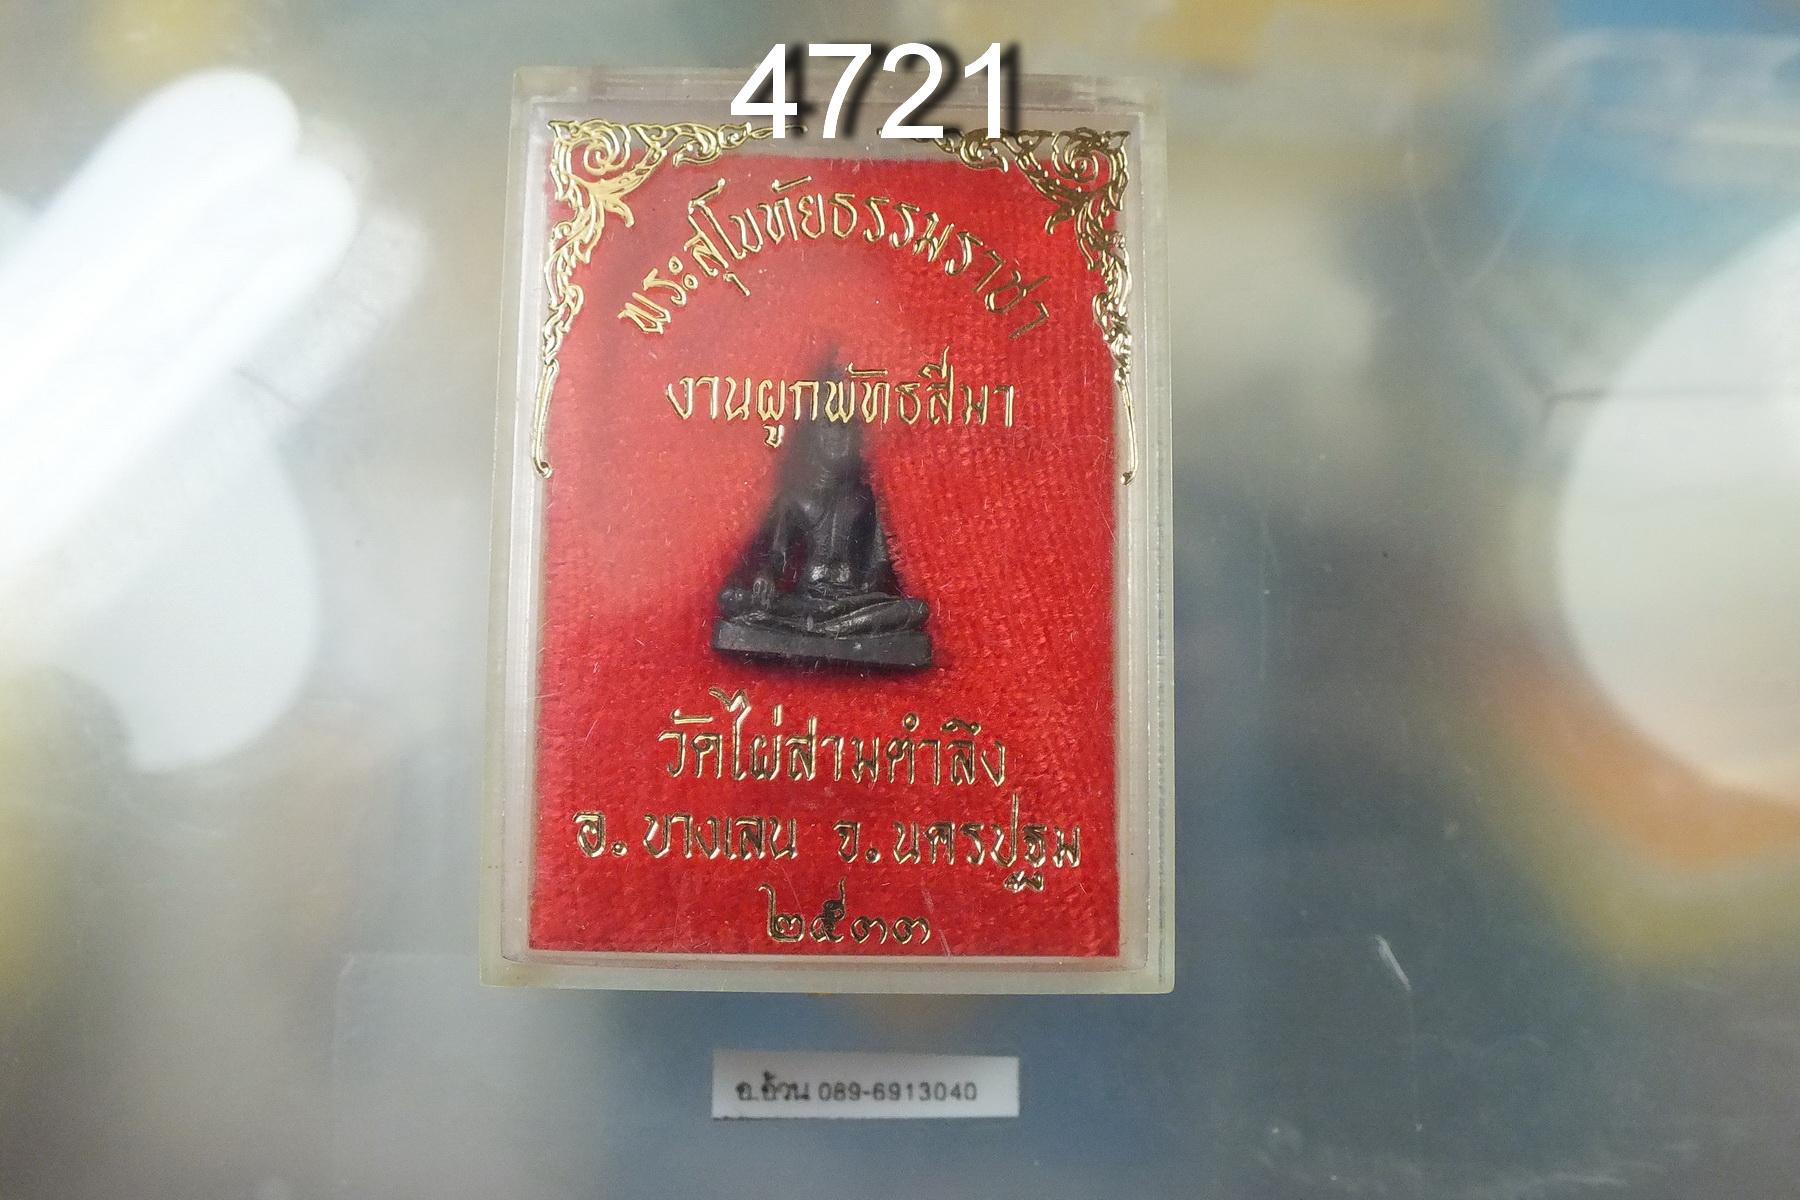 4721
พระสุโขทัยธรรมราชา
งานผูกพัทธสีมา
วัดไผ่สามตำลึง
อ. บางเลน จ. นครปฐม
๒๕๓๓
อ.อ้วน 089-6913040